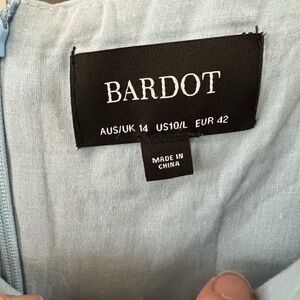 BARDOT
AUS/UK 14 US10/L EUR 42
MADE IN
CHINA